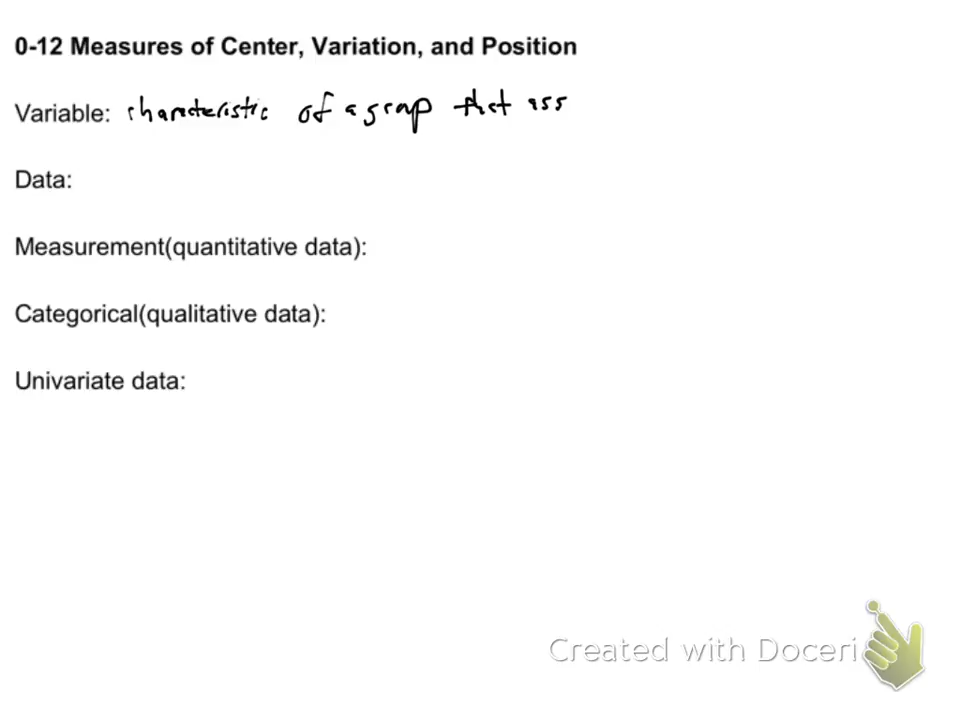 0-12 Measures of Center, Variation, and Position
Variable: characteristic of a group that ass
Data:
Measurement(quantitative data):
Categorical(qualitative data):
Univariate data:
Created with Doceri